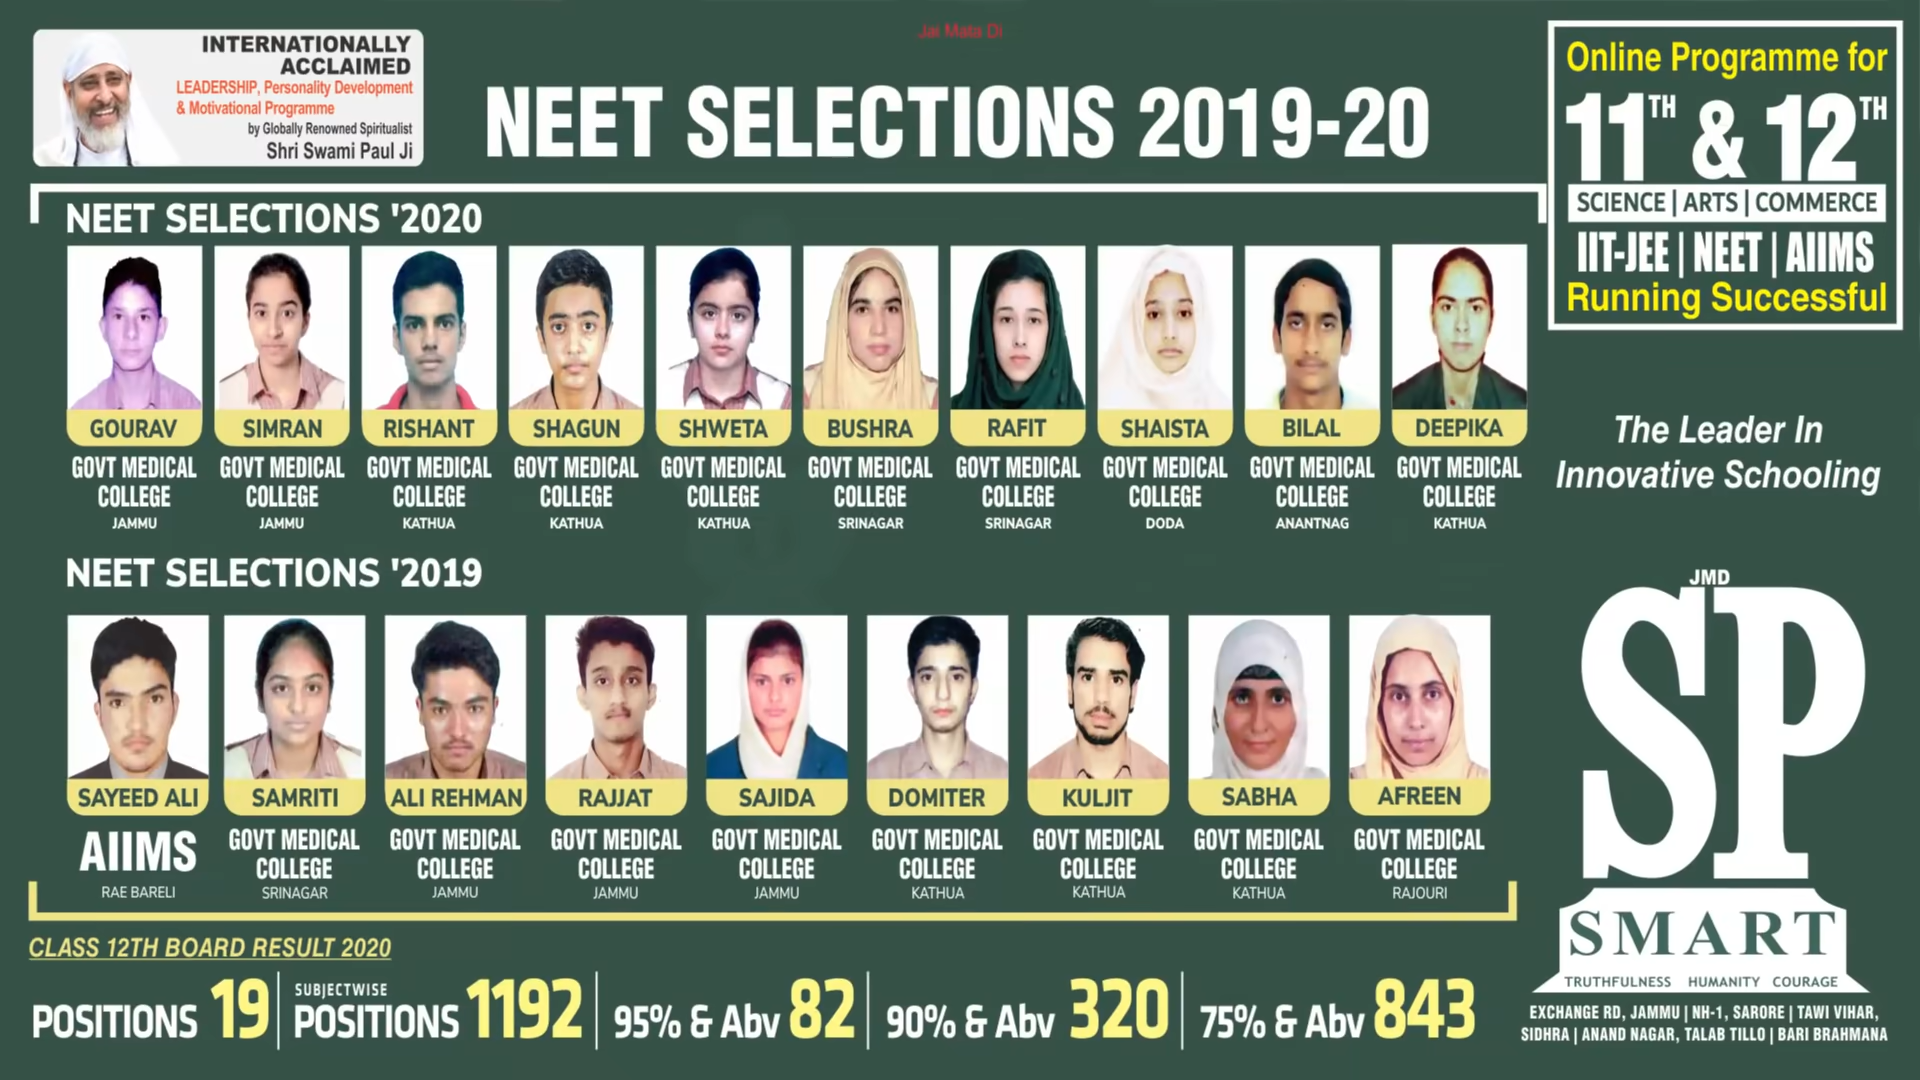 Jai Mata Di
INTERNATIONALLY
ACCLAIMED
LEADERSHIP, Personality Development
& Motivational Programme
by Globally Renowned Spiritualist
Shri Swami Paul Ji
NEET SELECTIONS 2019-20
Online Programme for
11TH & 12TH
SCIENCE | ARTS | COMMERCE
IIT-JEE | NEET | AIIMS
Running Successful
NEET SELECTIONS '2020
GOURAV SIMRAN RISHANT SHAGUN SHWETA BUSHRA RAFIT SHAISTA BILAL DEEPIKA
GOVT MEDICAL GOVT MEDICAL GOVT MEDICAL GOVT MEDICAL GOVT MEDICAL GOVT MEDICAL GOVT MEDICAL GOVT MEDICAL GOVT MEDICAL GOVT MEDICAL
COLLEGE COLLEGE COLLEGE COLLEGE COLLEGE COLLEGE COLLEGE COLLEGE COLLEGE COLLEGE
JAMMU JAMMU KATHUA KATHUA KATHUA SRINAGAR SRINAGAR DODA ANANTNAG KATHUA
The Leader In
Innovative Schooling
NEET SELECTIONS '2019
SAYEED ALI SAMRITI ALI REHMAN RAJJAT SAJIDA DOMITER KULJIT SABHA AFREEN
AIIMS GOVT MEDICAL GOVT MEDICAL GOVT MEDICAL GOVT MEDICAL GOVT MEDICAL GOVT MEDICAL GOVT MEDICAL GOVT MEDICAL
COLLEGE COLLEGE COLLEGE COLLEGE COLLEGE COLLEGE COLLEGE COLLEGE
RAE BARELI SRINAGAR JAMMU JAMMU JAMMU KATHUA KATHUA KATHUA RAJOURI
JMD
SP
SMART
TRUTHFULNESS HUMANITY COURAGE
EXCHANGE RD, JAMMU | NH-1, SARORE | TAWI VIHAR,
SIDHRA | ANAND NAGAR, TALAB TILLO | BARI BRAHMANA
CLASS 12TH BOARD RESULT 2020
POSITIONS 19 | SUBJECTWISE POSITIONS 1192 | 95% & Abv 82 | 90% & Abv 320 | 75% & Abv 843